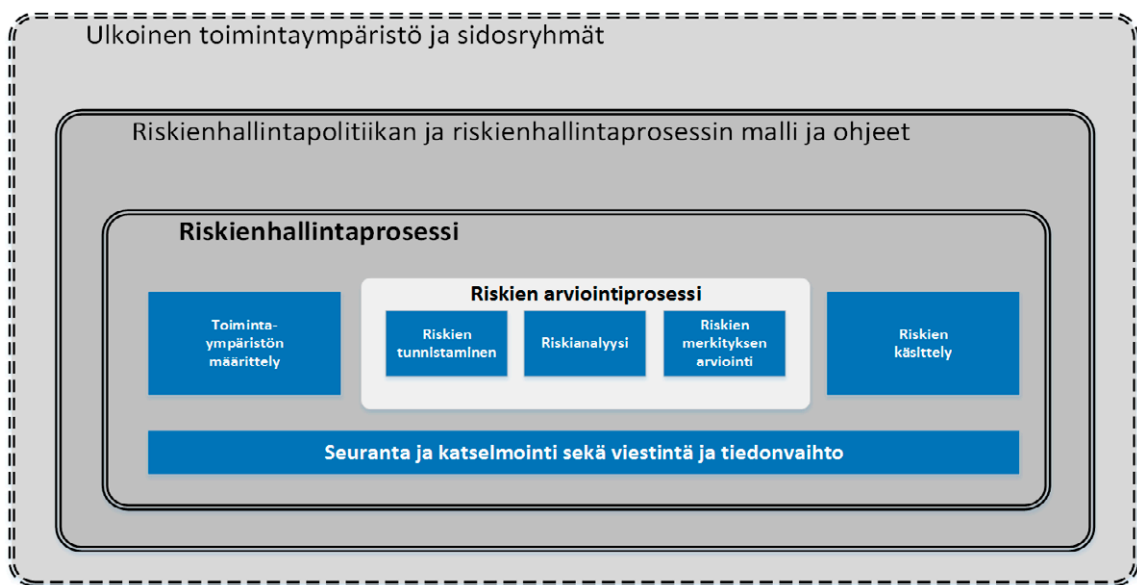 Ulkoinen toimintaympäristö ja sidosryhmät
Riskienhallintapolitiikan ja riskienhallintaprosessin malli ja ohjeet
Riskienhallintaprosessi
Toiminta-
ympäristön
määrittely
Riskien arviointiprosessi
Riskien
tunnistaminen
Riskianalyysi
Riskien
merkityksen
arviointi
Riskien
käsittely
Seuranta ja katselmointi sekä viestintä ja tiedonvaihto